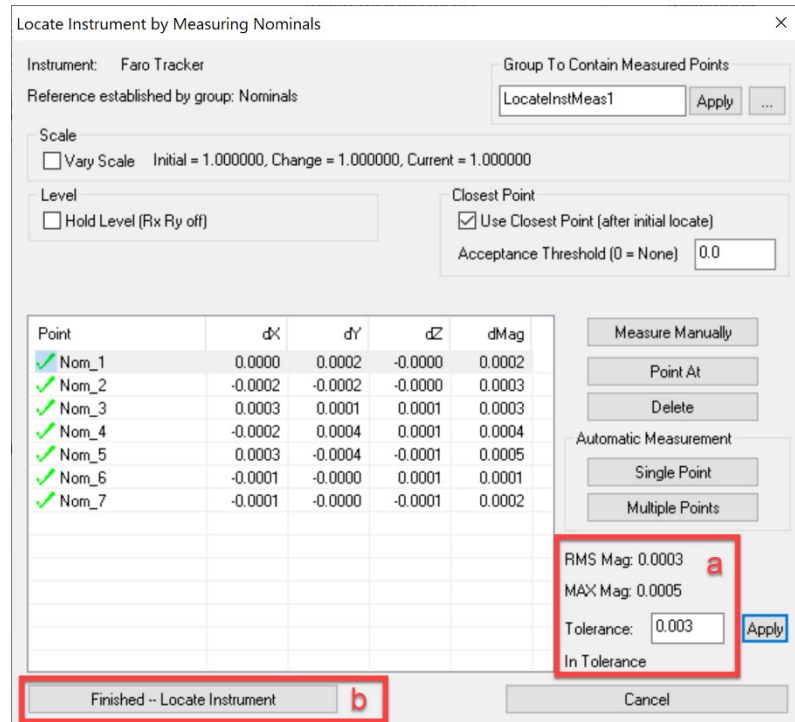 Locate Instrument by Measuring Nominals
Instrument: Faro Tracker
Group To Contain Measured Points
Reference established by group: Nominals
LocateInstMeas1 Apply ...
Scale
Vary Scale Initial = 1.000000, Change = 1.000000, Current = 1.000000
Level
Hold Level (Rx Ry off)
Closest Point
Use Closest Point (after initial locate)
Acceptance Threshold (0 = None) 0.0
Point dX dY dZ dMag
Nom_1 0.0000 0.0002 -0.0000 0.0002
Nom_2 -0.0002 -0.0002 -0.0000 0.0003
Nom_3 0.0003 0.0001 0.0001 0.0003
Nom_4 -0.0002 0.0004 0.0001 0.0004
Nom_5 0.0003 -0.0004 -0.0001 0.0005
Nom_6 -0.0001 -0.0000 0.0001 0.0001
Nom_7 -0.0001 -0.0000 -0.0001 0.0002
Measure Manually
Point At
Delete
Automatic Measurement
Single Point
Multiple Points
RMS Mag: 0.0003 a
MAX Mag: 0.0005
Tolerance: 0.003 Apply
In Tolerance
Finished -- Locate Instrument b
Cancel